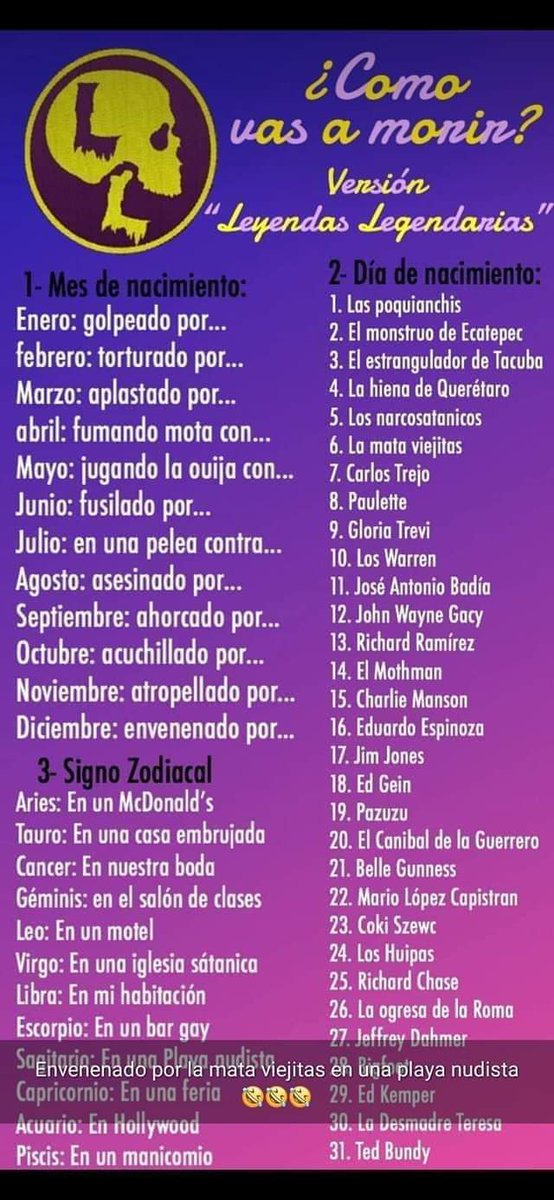 ¿Como
vas a morir?
Versión
"Leyendas Legendarias"
1- Mes de nacimiento:
Enero: golpeado por...
febrero: torturado por...
Marzo: aplastado por...
abril: fumando mota con...
Mayo: jugando la ouija con...
Junio: fusilado por...
Julio: en una pelea contra...
Agosto: asesinado por...
Septiembre: ahorcado por...
Octubre: acuchillado por...
Noviembre: atropellado por...
Diciembre: envenenado por...
3- Signo Zodiacal
Aries: En un McDonald's
Tauro: En una casa embrujada
Cancer: En nuestra boda
Géminis: en el salón de clases
Leo: En un motel
Virgo: En una iglesia sátanica
Libra: En mi habitación
Escorpio: En un bar gay
Sagitario: En una Playa nudista
Capricornio: En una feria
Acuario: En Hollywood
Piscis: En un manicomio
2- Día de nacimiento:
1. Las poquianchis
2. El monstruo de Ecatepec
3. El estrangulador de Tacuba
4. La hiena de Querétaro
5. Los narcosatanicos
6. La mata viejitas
7. Carlos Trejo
8. Paulette
9. Gloria Trevi
10. Los Warren
11. José Antonio Badía
12. John Wayne Gacy
13. Richard Ramírez
14. El Mothman
15. Charlie Manson
16. Eduardo Espinoza
17. Jim Jones
18. Ed Gein
19. Pazuzu
20. El Canibal de la Guerrero
21. Belle Gunness
22. Mario López Capistran
23. Coki Szewc
24. Los Huipas
25. Richard Chase
26. La ogresa de la Roma
27. Jeffrey Dahmer
28. Bigfoot
29. Ed Kemper
30. La Desmadre Teresa
31. Ted Bundy
Envenenado por la mata viejitas en una playa nudista
🤣🤣🤣